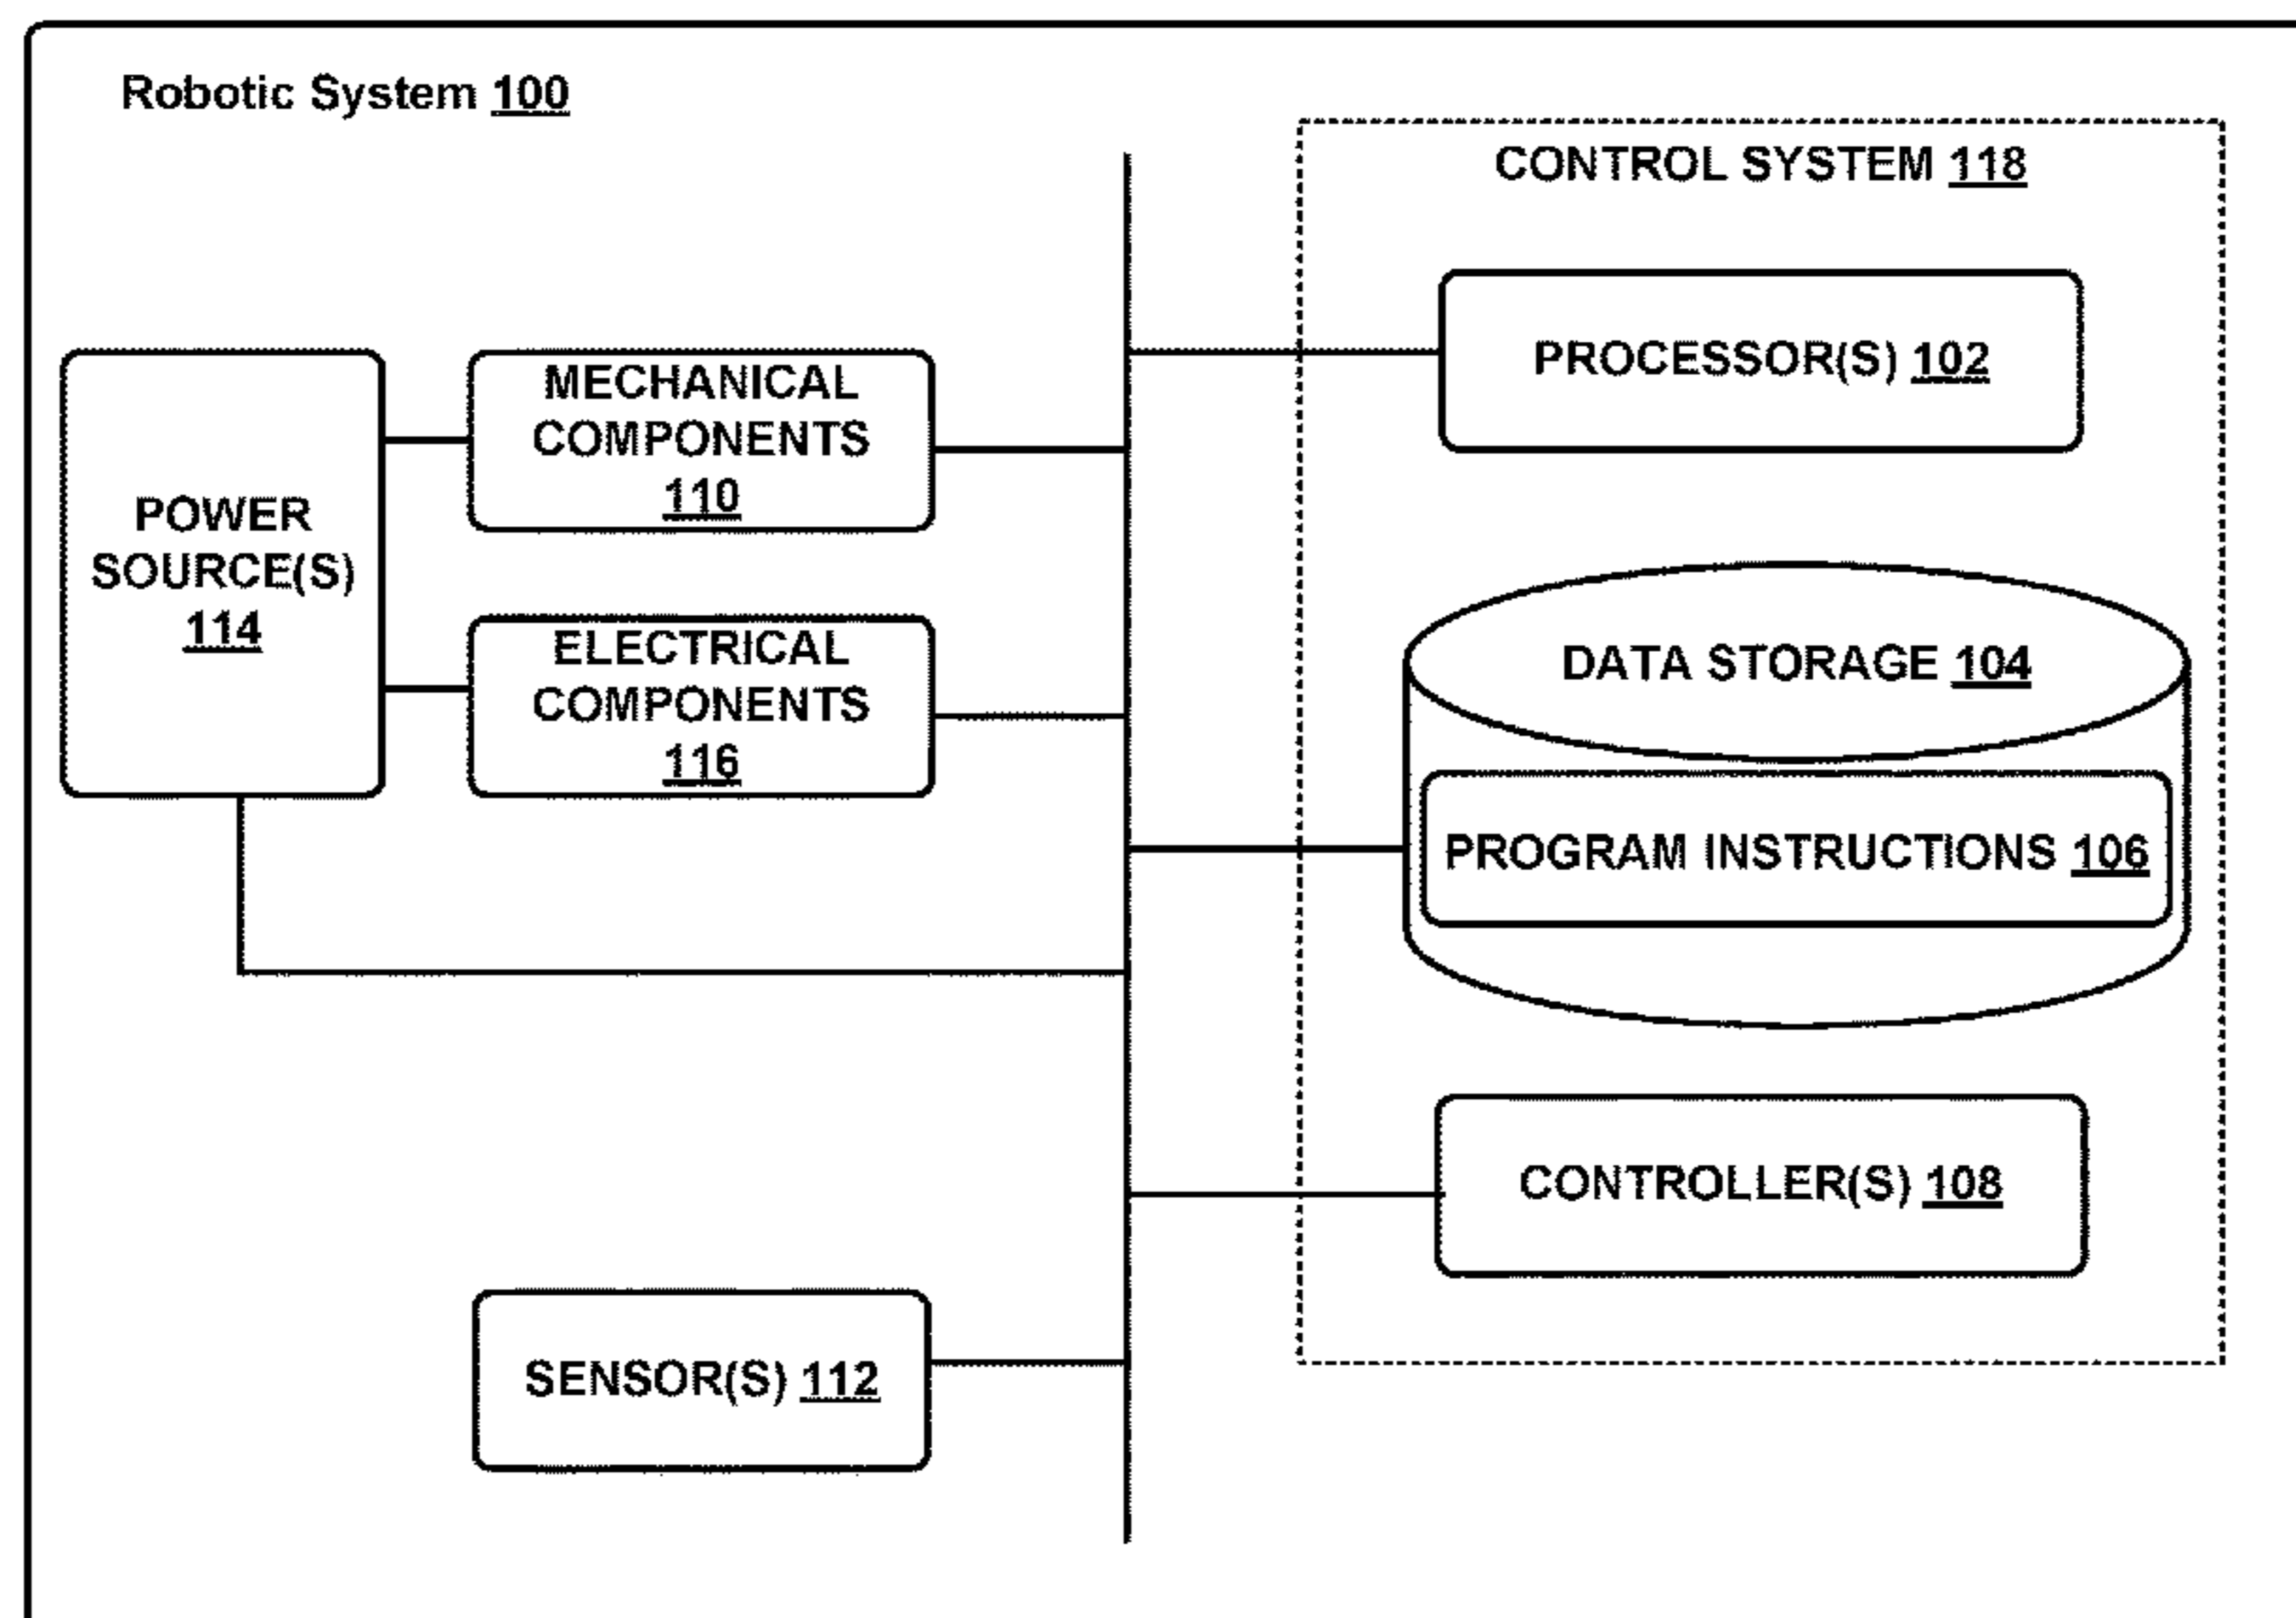 Robotic System 100
CONTROL SYSTEM 118
PROCESSOR(S) 102
MECHANICAL
COMPONENTS
110
POWER
SOURCE(S)
114
ELECTRICAL
COMPONENTS
116
DATA STORAGE 104
PROGRAM INSTRUCTIONS 106
CONTROLLER(S) 108
SENSOR(S) 112